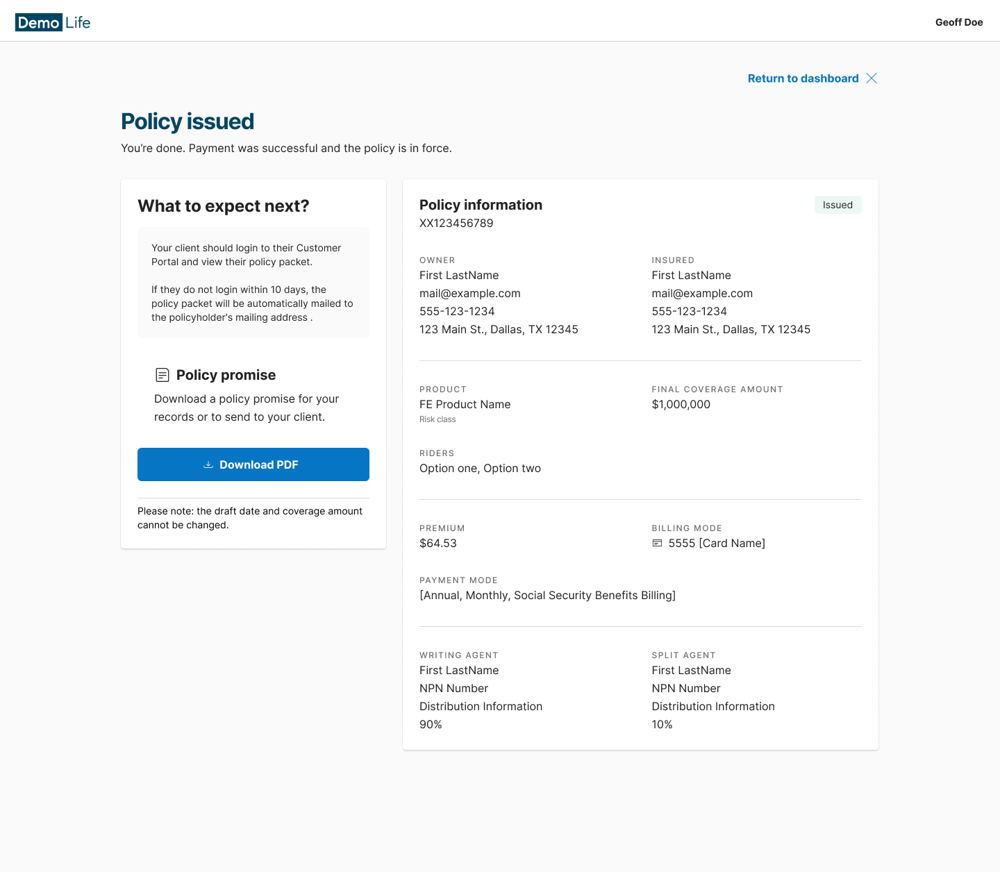 Demo Life
Geoff Doe
Return to dashboard
Policy issued
You’re done. Payment was successful and the policy is in force.
What to expect next?
Your client should login to their Customer
Portal and view their policy packet.
If they do not login within 10 days, the
policy packet will be automatically mailed to
the policyholder's mailing address .
Policy promise
Download a policy promise for your
records or to send to your client.
Download PDF
Please note: the draft date and coverage amount
cannot be changed.
Policy information
Issued
XX123456789
OWNER
First LastName
mail@example.com
555-123-1234
123 Main St., Dallas, TX 12345
INSURED
First LastName
mail@example.com
555-123-1234
123 Main St., Dallas, TX 12345
PRODUCT
FE Product Name
Risk class
FINAL COVERAGE AMOUNT
$1,000,000
RIDERS
Option one, Option two
PREMIUM
$64.53
BILLING MODE
5555 [Card Name]
PAYMENT MODE
[Annual, Monthly, Social Security Benefits Billing]
WRITING AGENT
First LastName
NPN Number
Distribution Information
90%
SPLIT AGENT
First LastName
NPN Number
Distribution Information
10%